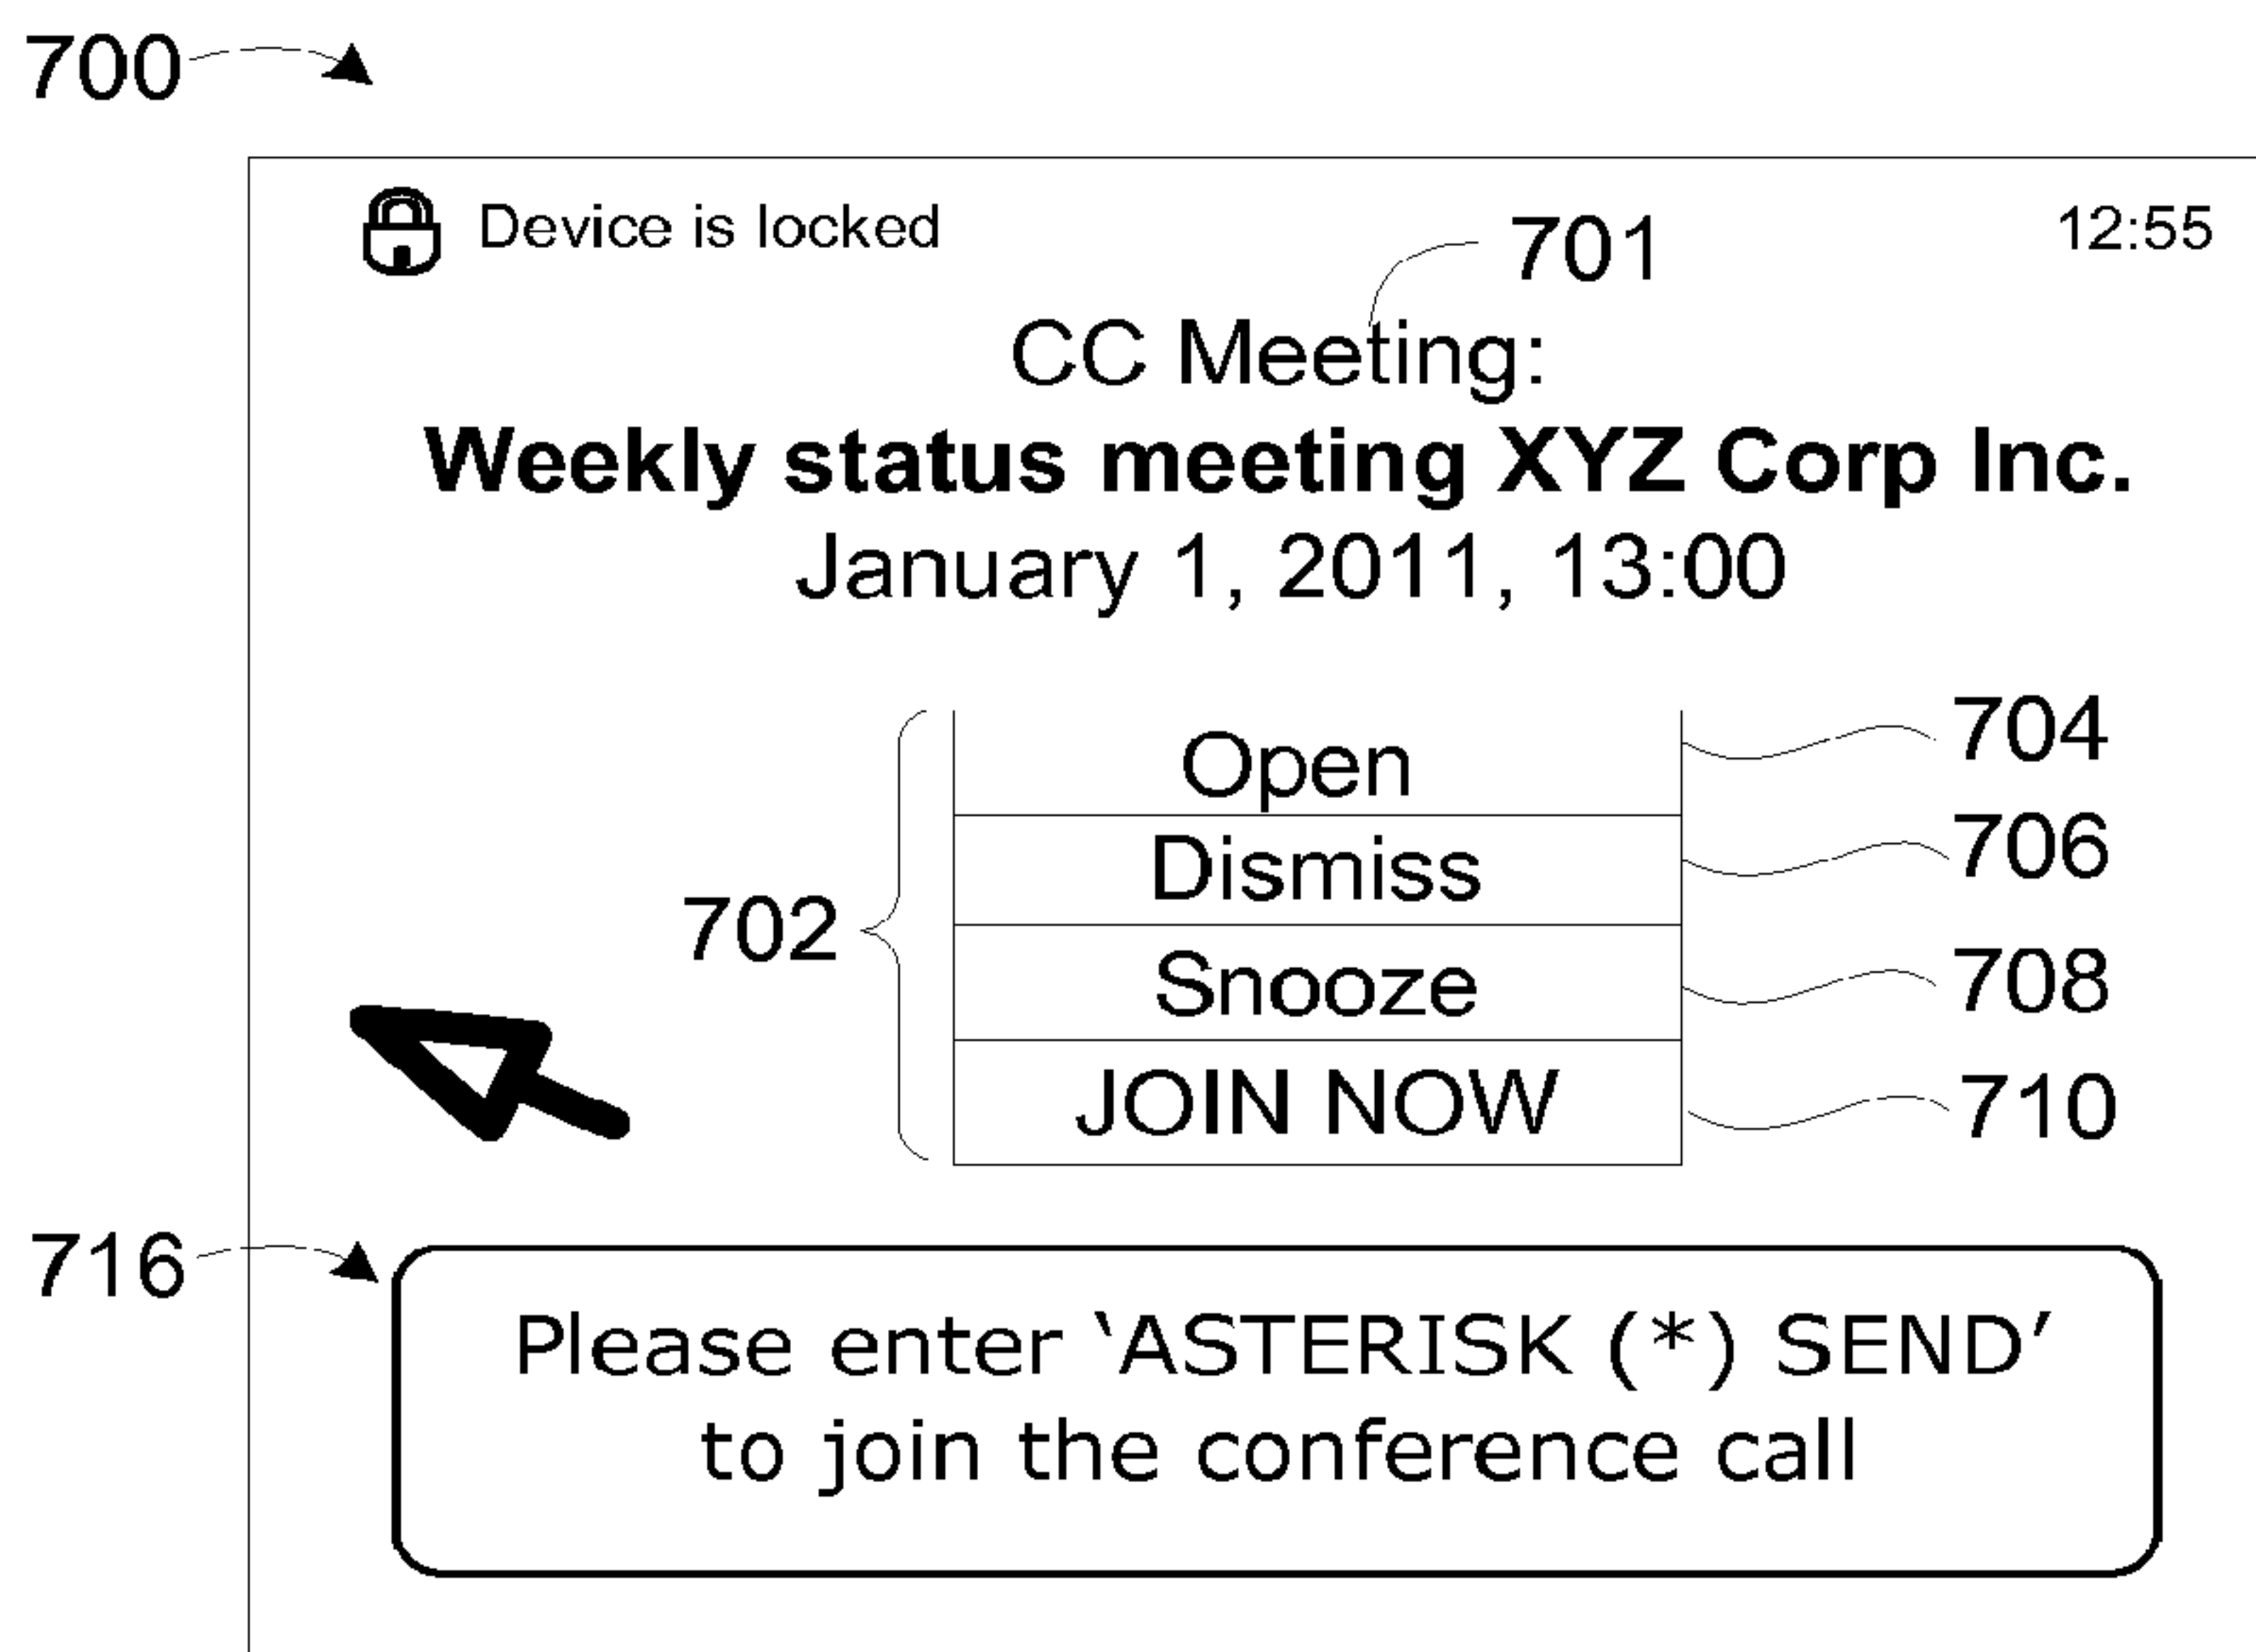 700
Device is locked 12:55
701
CC Meeting:
Weekly status meeting XYZ Corp Inc.
January 1, 2011, 13:00
Open 704
Dismiss 706
702
Snooze 708
JOIN NOW 710
716
Please enter ‘ASTERISK (*) SEND’
to join the conference call